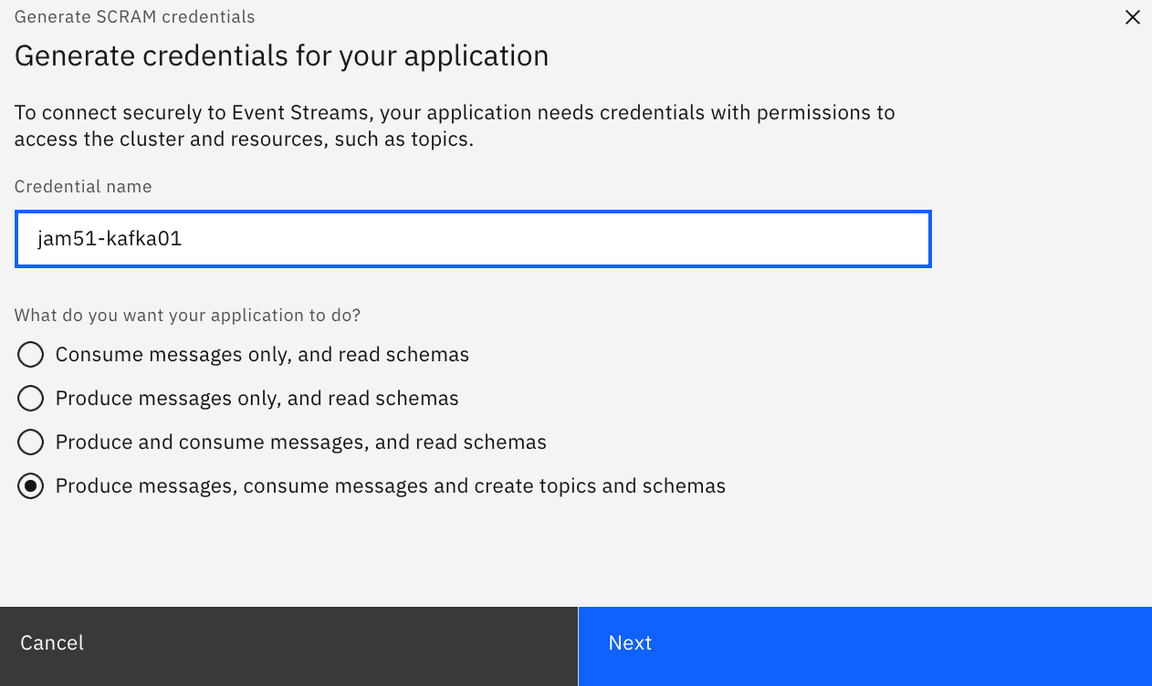 Generate SCRAM credentials
Generate credentials for your application
To connect securely to Event Streams, your application needs credentials with permissions to
access the cluster and resources, such as topics.
Credential name
jam51-kafka01
What do you want your application to do?
Consume messages only, and read schemas
Produce messages only, and read schemas
Produce and consume messages, and read schemas
Produce messages, consume messages and create topics and schemas
Cancel
Next